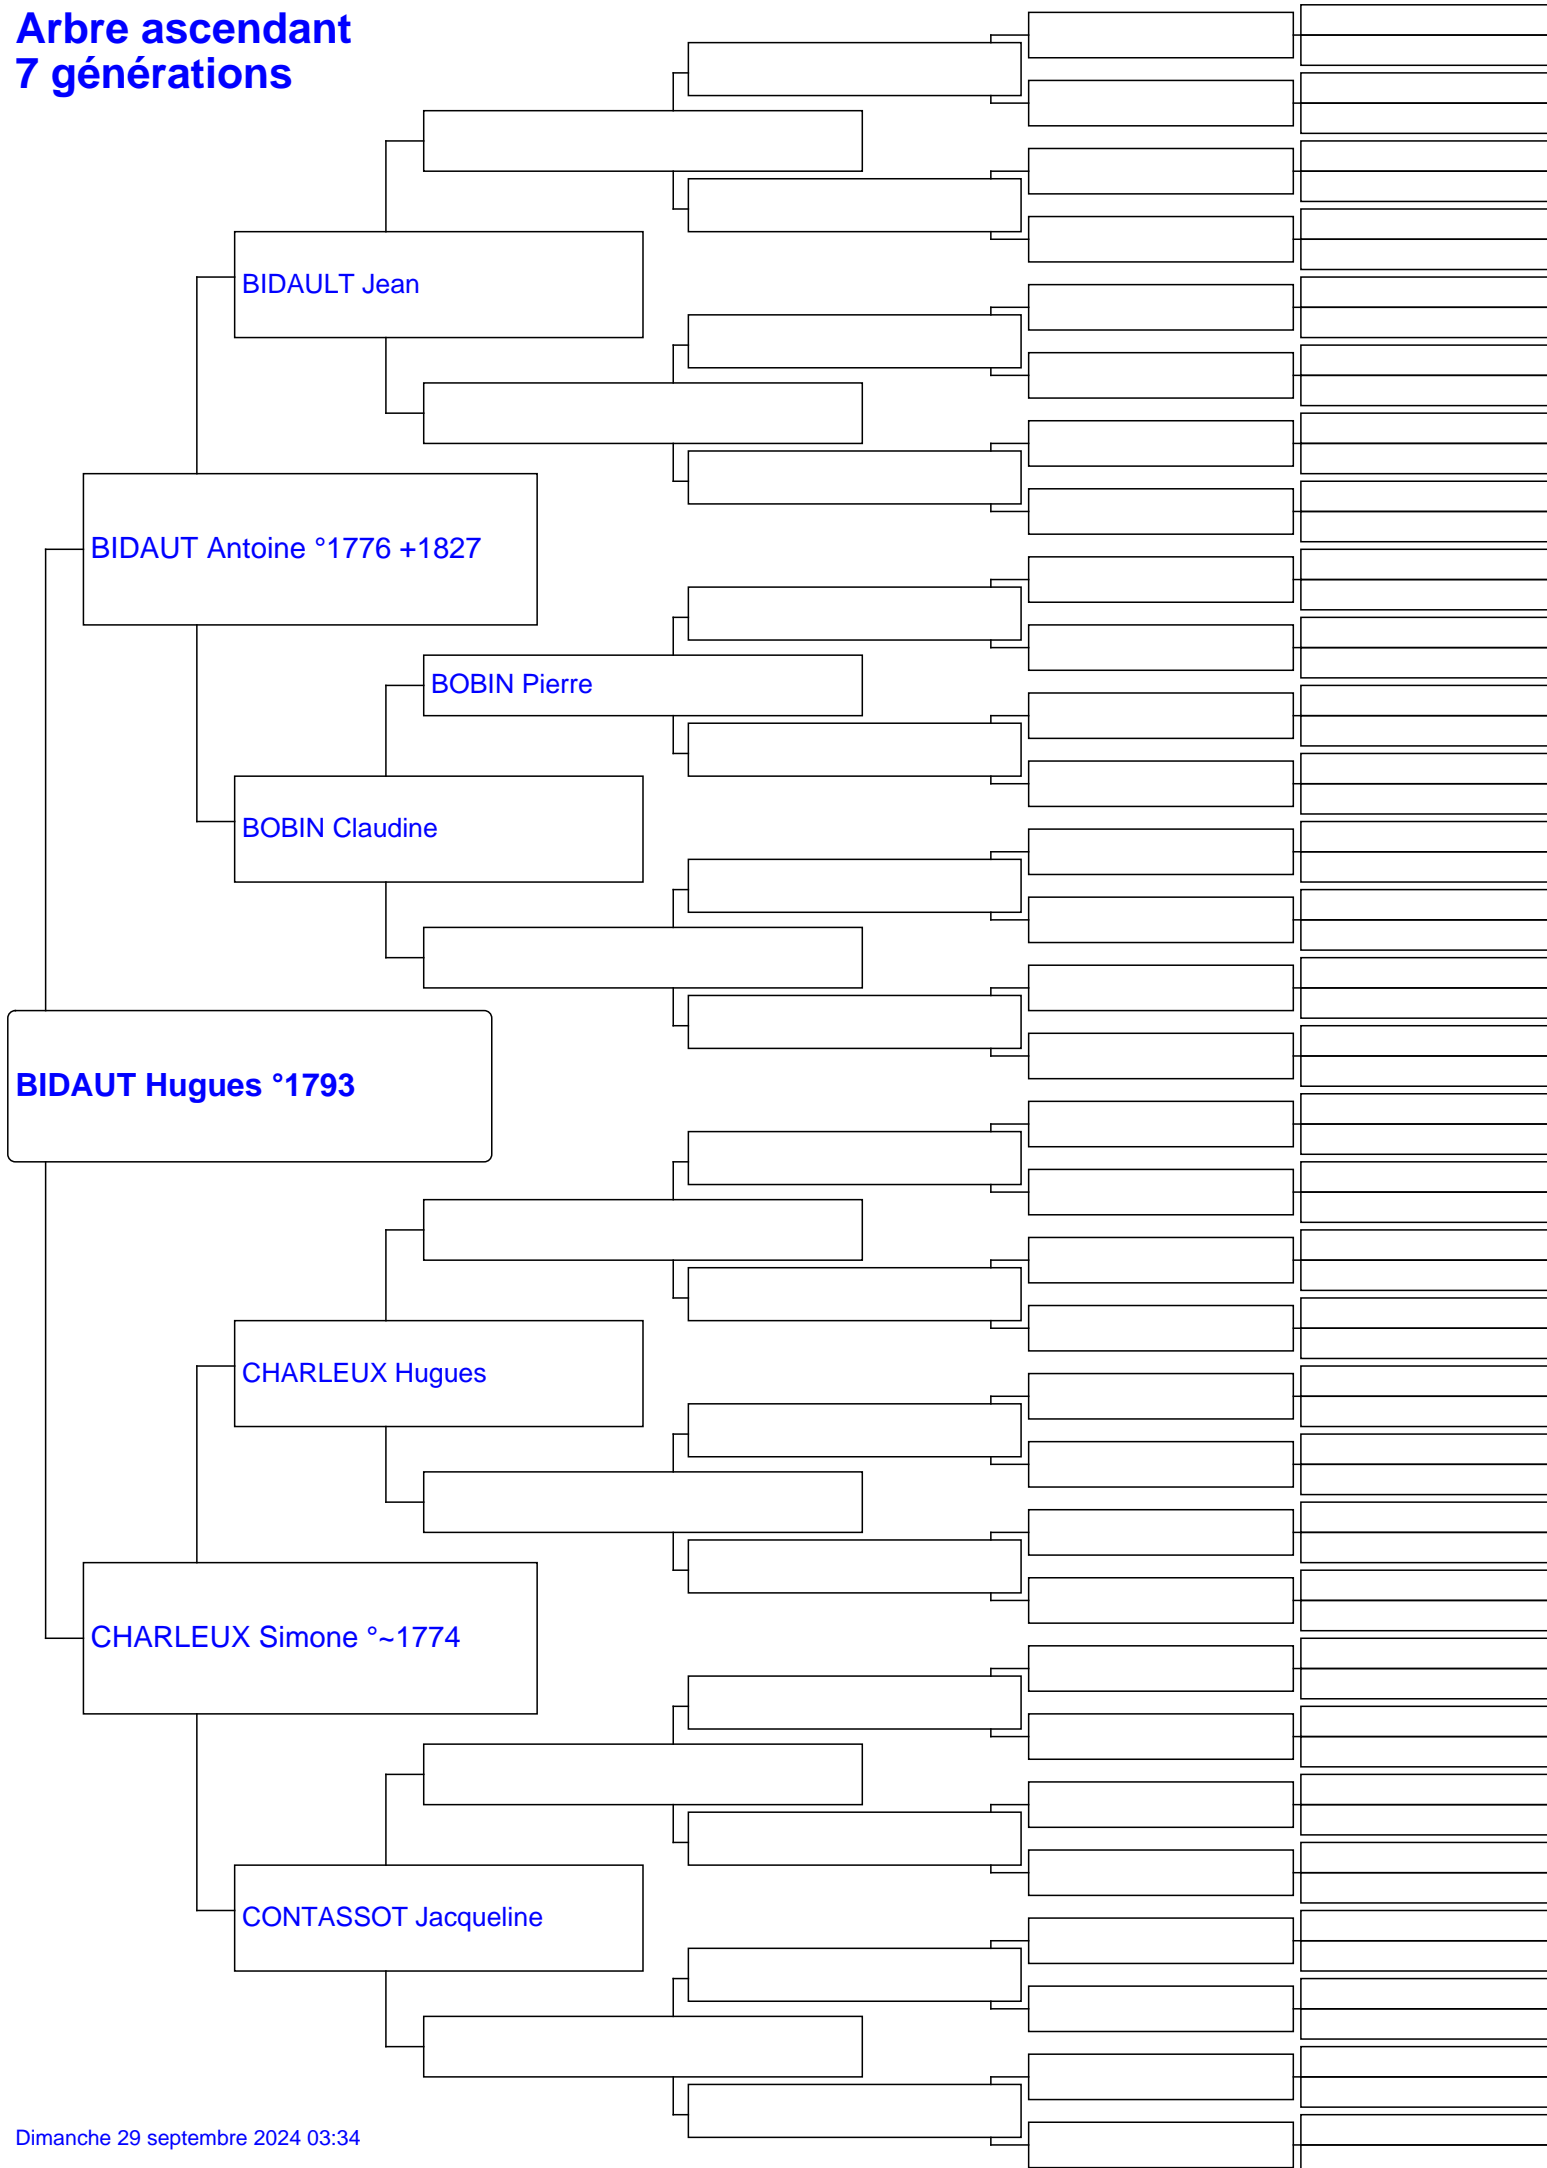 Arbre ascendant
7 générations
BIDAULT Jean
BIDAUT Antoine °1776 +1827
BOBIN Pierre
BOBIN Claudine
BIDAUT Hugues °1793
CHARLEUX Hugues
CHARLEUX Simone °~1774
CONTASSOT Jacqueline
Dimanche 29 septembre 2024 03:34